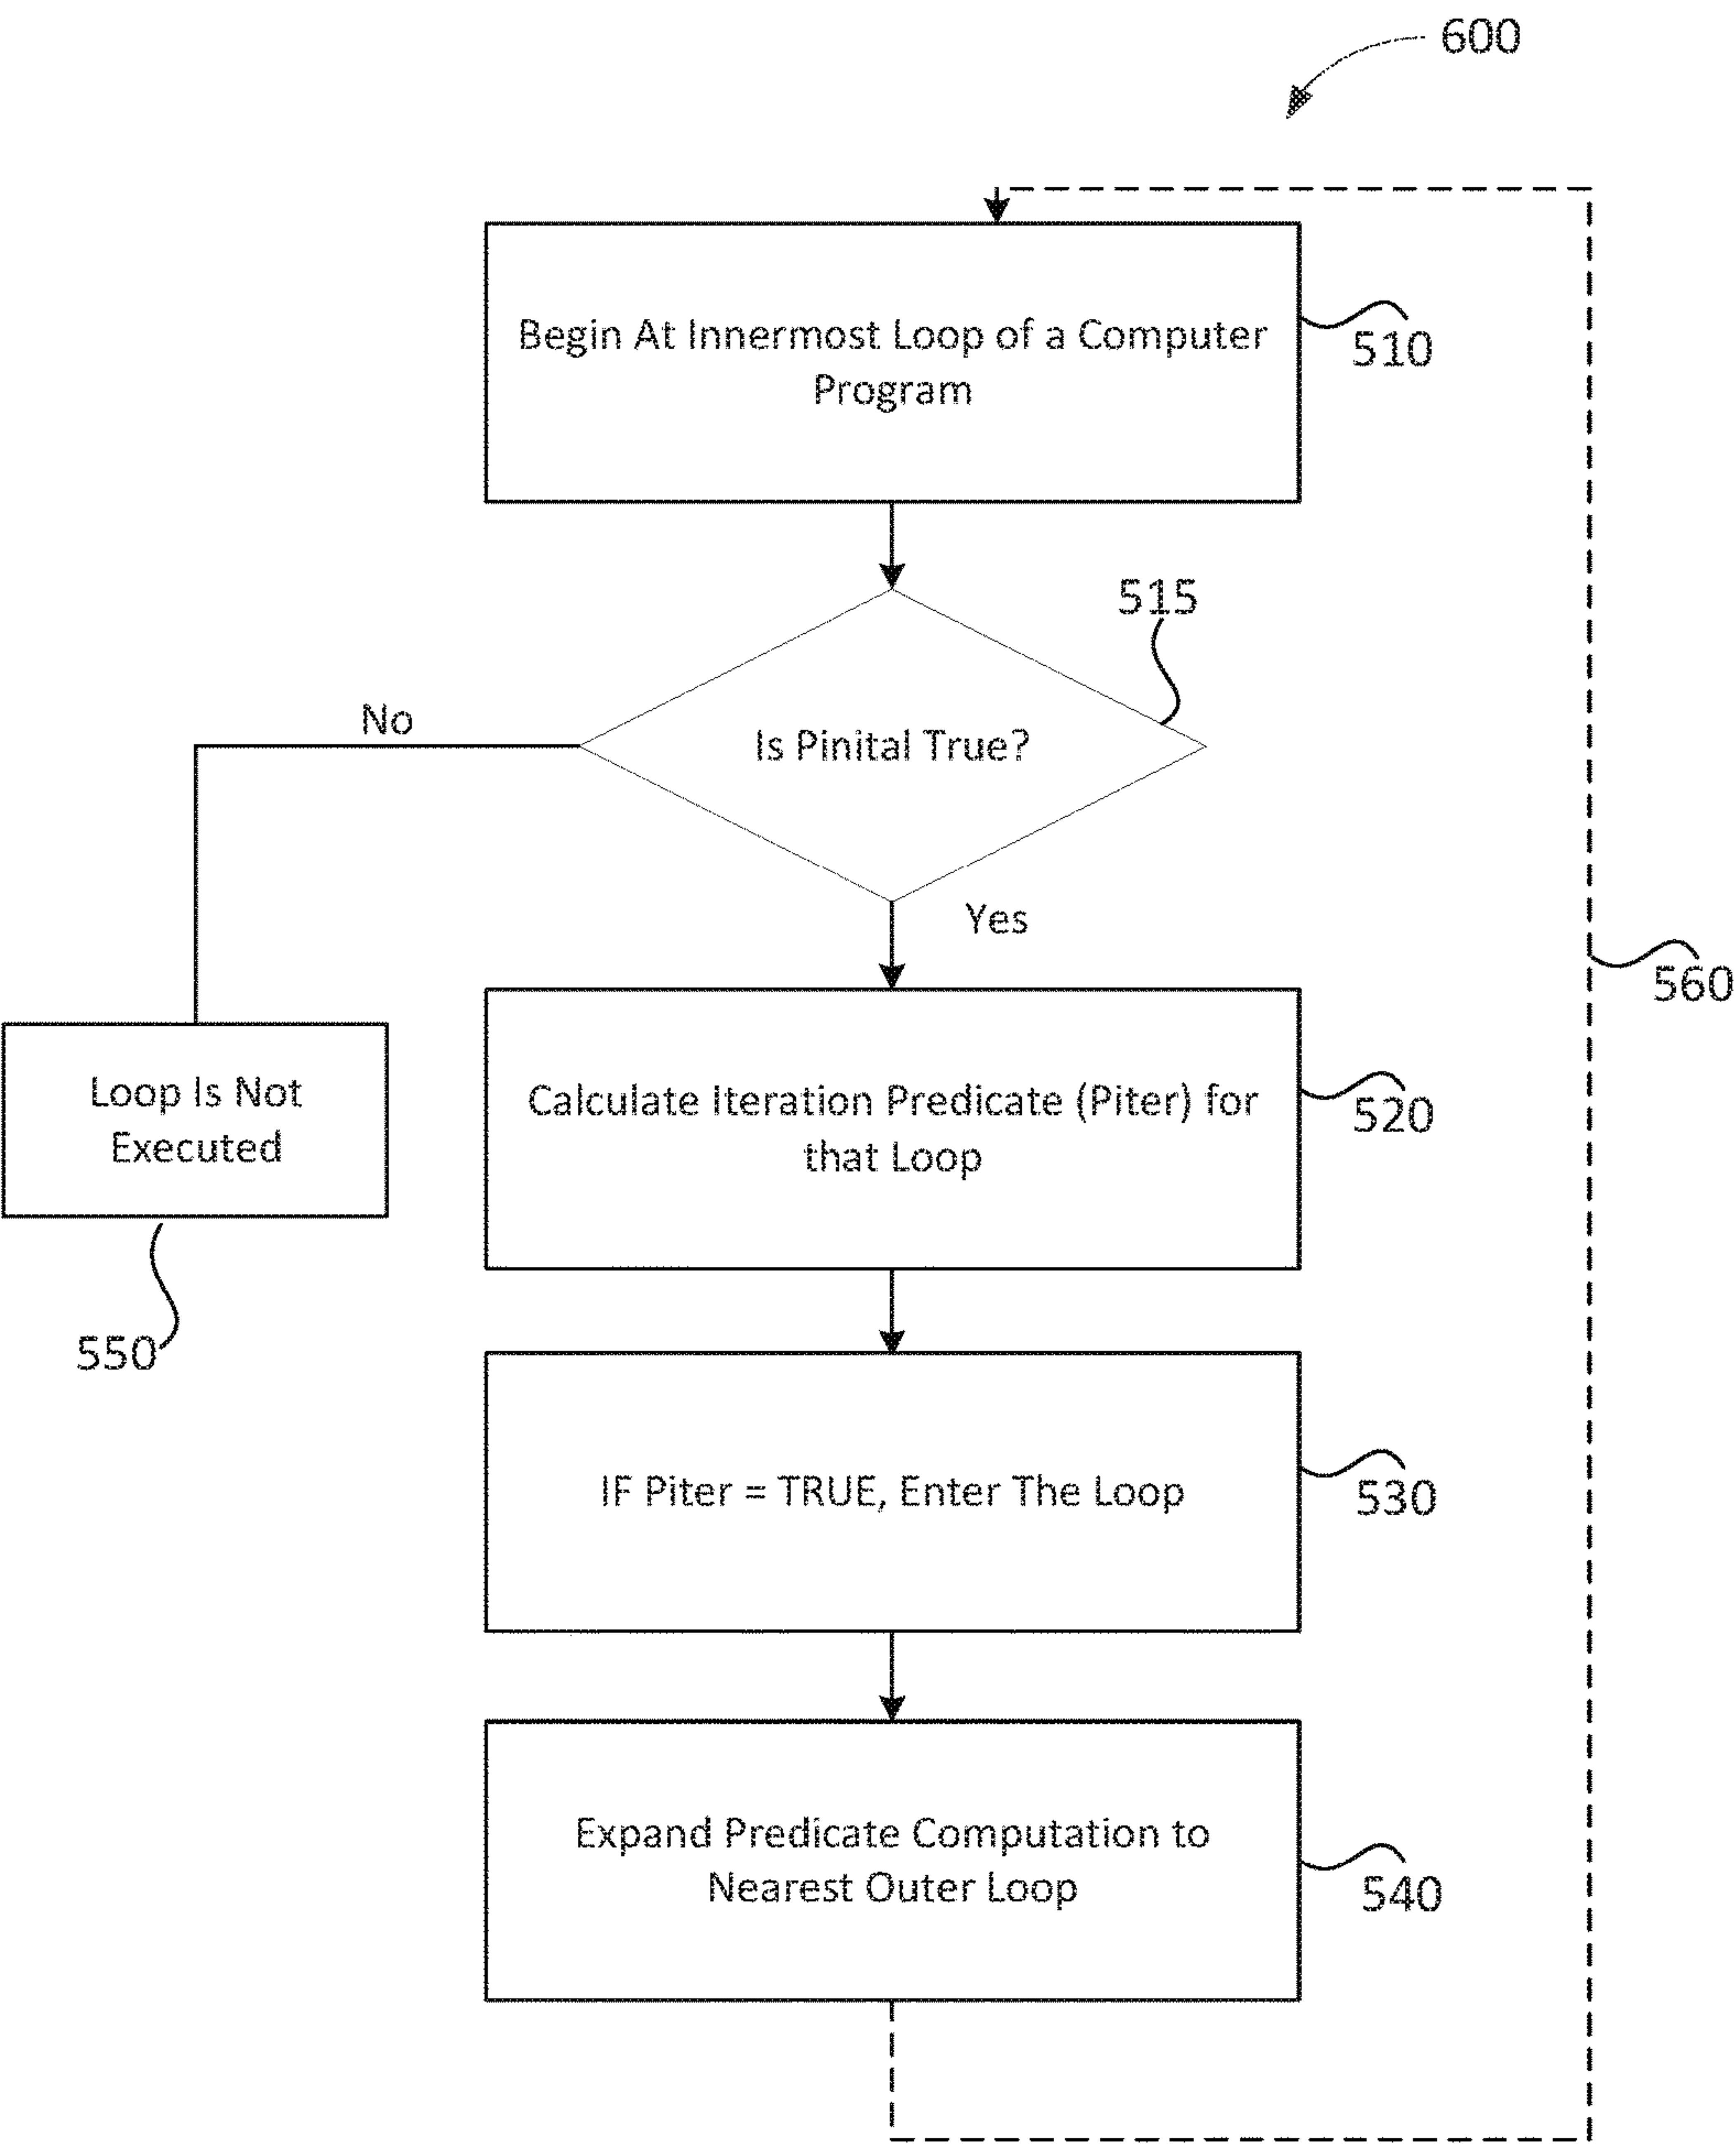 600
Begin At Innermost Loop of a Computer
Program
510
515
Is Pinital True?
No
Yes
560
Loop Is Not
Executed
550
Calculate Iteration Predicate (Piter) for
that Loop
520
IF Piter = TRUE, Enter The Loop
530
Expand Predicate Computation to
Nearest Outer Loop
540